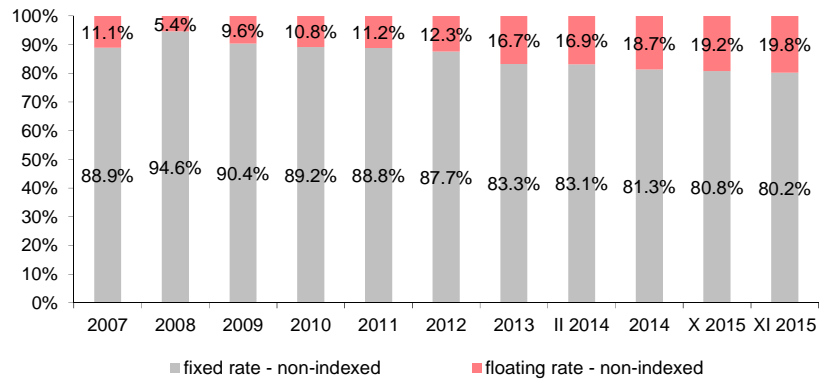 100%
90%
80%
70%
60%
50%
40%
30%
20%
10%
0%
11.1% 5.4% 9.6% 10.8% 11.2% 12.3% 16.7% 16.9% 18.7% 19.2% 19.8%
88.9% 94.6% 90.4% 89.2% 88.8% 87.7% 83.3% 83.1% 81.3% 80.8% 80.2%
2007 2008 2009 2010 2011 2012 2013 II 2014 2014 X 2015 XI 2015
fixed rate - non-indexed floating rate - non-indexed